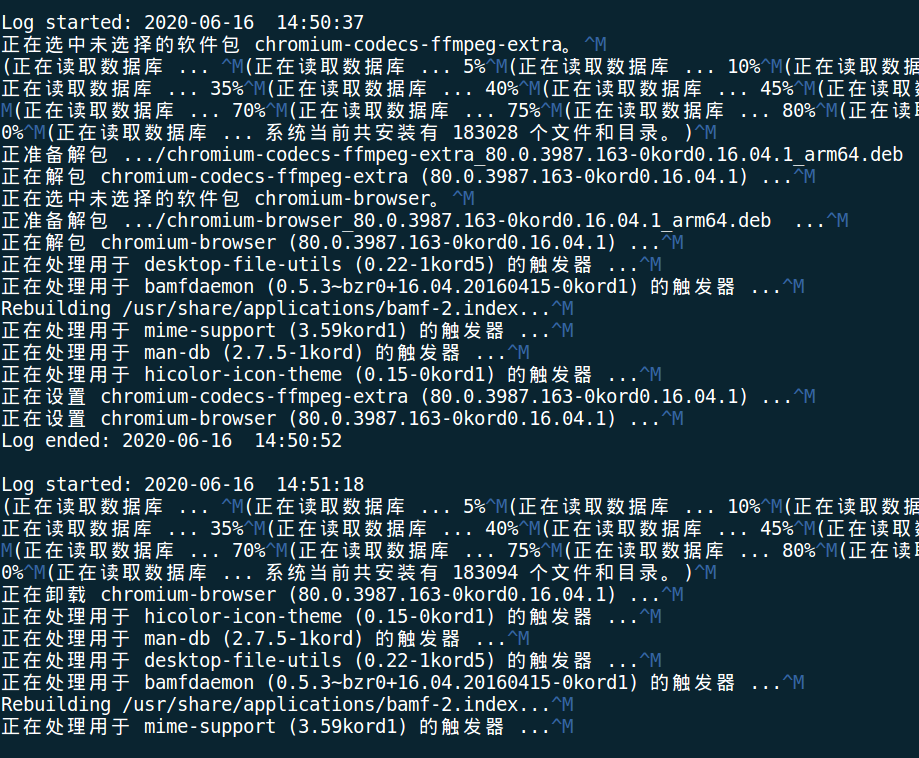 Log started: 2020-06-16  14:50:37
正在选中未选择的软件包 chromium-codecs-ffmpeg-extra。^M
(正在读取数据库 ... ^M(正在读取数据库 ... 5%^M(正在读取数据库 ... 10%^M(正在读取数据
正在读取数据库 ... 35%^M(正在读取数据库 ... 40%^M(正在读取数据库 ... 45%^M(正在读取数
M(正在读取数据库 ... 70%^M(正在读取数据库 ... 75%^M(正在读取数据库 ... 80%^M(正在读
0%^M(正在读取数据库 ... 系统当前共安装有 183028 个文件和目录。)^M
正准备解包 .../chromium-codecs-ffmpeg-extra_80.0.3987.163-0kord0.16.04.1_arm64.deb
正在解包 chromium-codecs-ffmpeg-extra (80.0.3987.163-0kord0.16.04.1) ...^M
正在选中未选择的软件包 chromium-browser。^M
正准备解包 .../chromium-browser_80.0.3987.163-0kord0.16.04.1_arm64.deb  ...^M
正在解包 chromium-browser (80.0.3987.163-0kord0.16.04.1) ...^M
正在处理用于 desktop-file-utils (0.22-1kord5) 的触发器 ...^M
正在处理用于 bamfdaemon (0.5.3~bzr0+16.04.20160415-0kord1) 的触发器 ...^M
Rebuilding /usr/share/applications/bamf-2.index...^M
正在处理用于 mime-support (3.59kord1) 的触发器 ...^M
正在处理用于 man-db (2.7.5-1kord) 的触发器 ...^M
正在处理用于 hicolor-icon-theme (0.15-0kord1) 的触发器 ...^M
正在设置 chromium-codecs-ffmpeg-extra (80.0.3987.163-0kord0.16.04.1) ...^M
正在设置 chromium-browser (80.0.3987.163-0kord0.16.04.1) ...^M
Log ended: 2020-06-16  14:50:52
Log started: 2020-06-16  14:51:18
(正在读取数据库 ... ^M(正在读取数据库 ... 5%^M(正在读取数据库 ... 10%^M(正在读取数据
正在读取数据库 ... 35%^M(正在读取数据库 ... 40%^M(正在读取数据库 ... 45%^M(正在读取数
M(正在读取数据库 ... 70%^M(正在读取数据库 ... 75%^M(正在读取数据库 ... 80%^M(正在读
0%^M(正在读取数据库 ... 系统当前共安装有 183094 个文件和目录。)^M
正在卸载 chromium-browser (80.0.3987.163-0kord0.16.04.1) ...^M
正在处理用于 hicolor-icon-theme (0.15-0kord1) 的触发器 ...^M
正在处理用于 man-db (2.7.5-1kord) 的触发器 ...^M
正在处理用于 desktop-file-utils (0.22-1kord5) 的触发器 ...^M
正在处理用于 bamfdaemon (0.5.3~bzr0+16.04.20160415-0kord1) 的触发器 ...^M
Rebuilding /usr/share/applications/bamf-2.index...^M
正在处理用于 mime-support (3.59kord1) 的触发器 ...^M